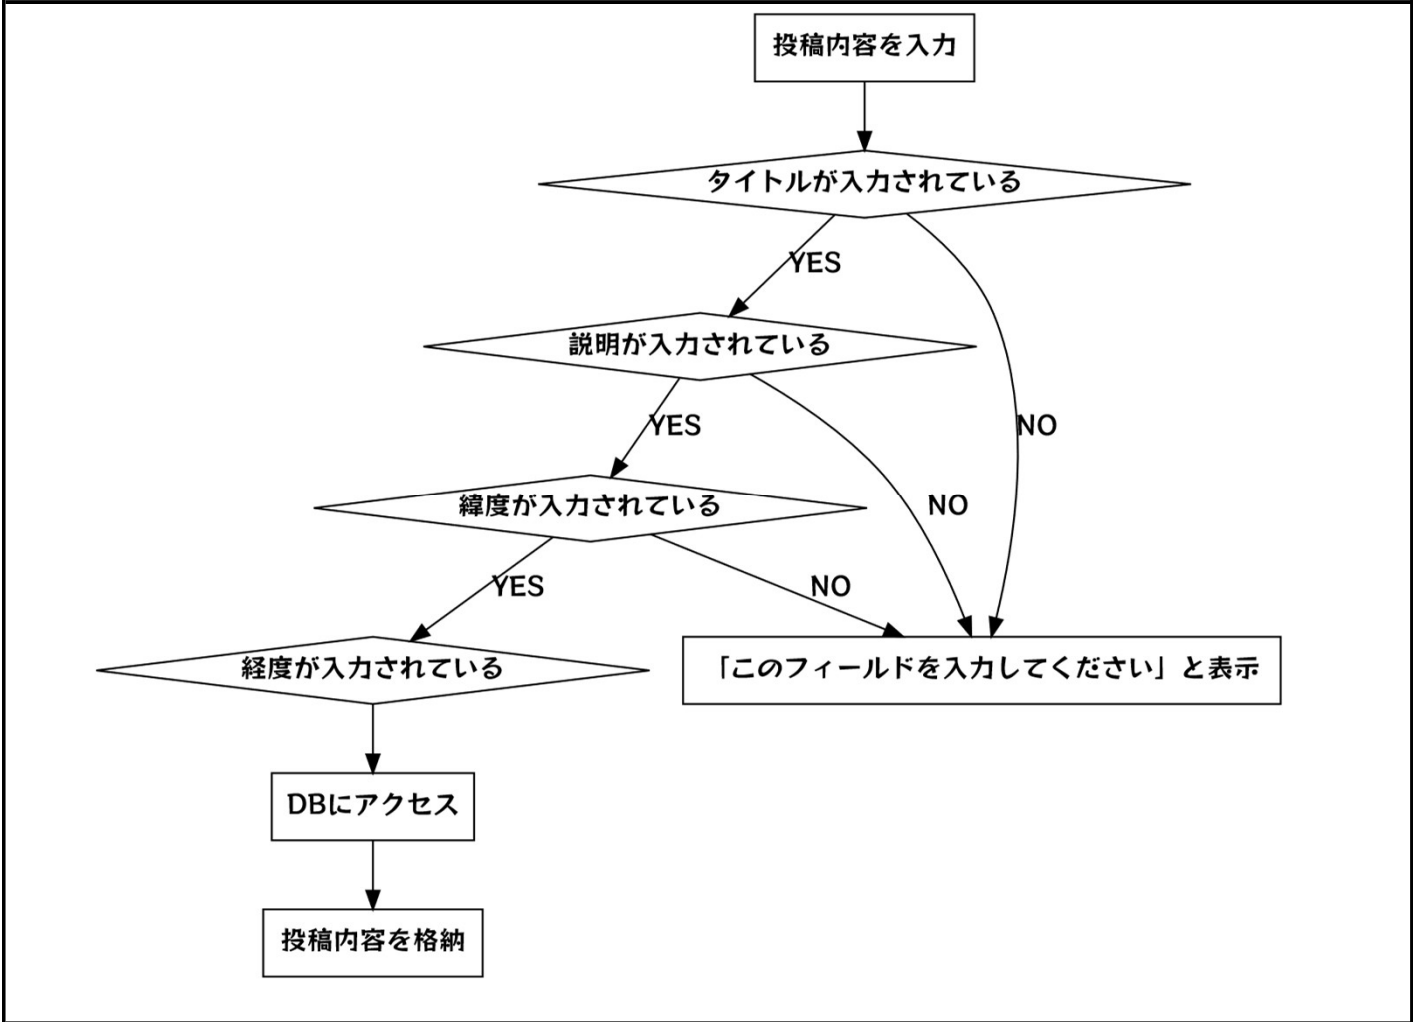 投稿内容を入力
タイトルが入力されている
YES
説明が入力されている
YES
NO
緯度が入力されている
NO
YES
NO
経度が入力されている
「このフィールドを入力してください」と表示
DBにアクセス
投稿内容を格納